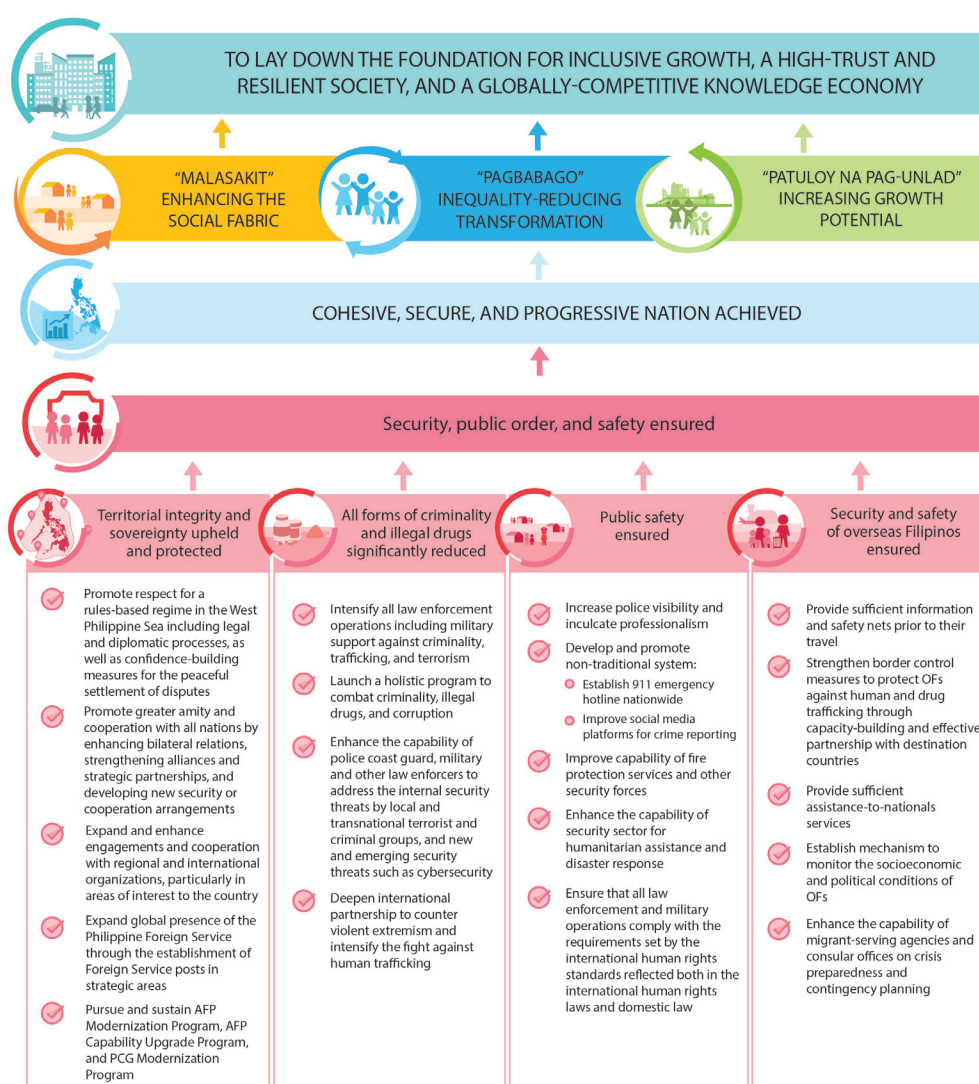 TO LAY DOWN THE FOUNDATION FOR INCLUSIVE GROWTH, A HIGH-TRUST AND
RESILIENT SOCIETY, AND A GLOBALLY-COMPETITIVE KNOWLEDGE ECONOMY
“MALASAKIT”
ENHANCING THE
SOCIAL FABRIC
“PAGBABAGO”
INEQUALITY-REDUCING
TRANSFORMATION
“PATULOY NA PAG-UNLAD”
INCREASING GROWTH
POTENTIAL
COHESIVE, SECURE, AND PROGRESSIVE NATION ACHIEVED
Security, public order, and safety ensured
Territorial integrity and
sovereignty upheld
and protected
Promote respect for a
rules-based regime in the West
Philippine Sea including legal
and diplomatic processes, as
well as confidence-building
measures for the peaceful
settlement of disputes
Promote greater amity and
cooperation with all nations by
enhancing bilateral relations,
strengthening alliances and
strategic partnerships, and
developing new security or
cooperation arrangements
Expand and enhance
engagements and cooperation
with regional and international
organizations, particularly in
areas of interest to the country
Expand global presence of the
Philippine Foreign Service
through the establishment of
Foreign Service posts in
strategic areas
Pursue and sustain AFP
Modernization Program, AFP
Capability Upgrade Program,
and PCG Modernization
Program
All forms of criminality
and illegal drugs
significantly reduced
Intensify all law enforcement
operations including military
support against criminality,
trafficking, and terrorism
Launch a holistic program to
combat criminality, illegal
drugs, and corruption
Enhance the capability of
police coast guard, military
and other law enforcers to
address the internal security
threats by local and
transnational terrorist and
criminal groups, and new
and emerging security
threats such as cybersecurity
Deepen international
partnership to counter
violent extremism and
intensify the fight against
human trafficking
Public safety
ensured
Increase police visibility and
inculcate professionalism
Develop and promote
non-traditional system:
Establish 911 emergency
hotline nationwide
Improve social media
platforms for crime reporting
Improve capability of fire
protection services and other
security forces
Enhance the capability of
security sector for
humanitarian assistance and
disaster response
Ensure that all law
enforcement and military
operations comply with the
requirements set by the
international human rights
standards reflected both in the
international human rights
laws and domestic law
Security and safety
of overseas Filipinos
ensured
Provide sufficient information
and safety nets prior to their
travel
Strengthen border control
measures to protect OFs
against human and drug
trafficking through
capacity-building and effective
partnership with destination
countries
Provide sufficient
assistance-to-nationals
services
Establish mechanism to
monitor the socioeconomic
and political conditions of
OFs
Enhance the capability of
migrant-serving agencies and
consular offices on crisis
preparedness and
contingency planning